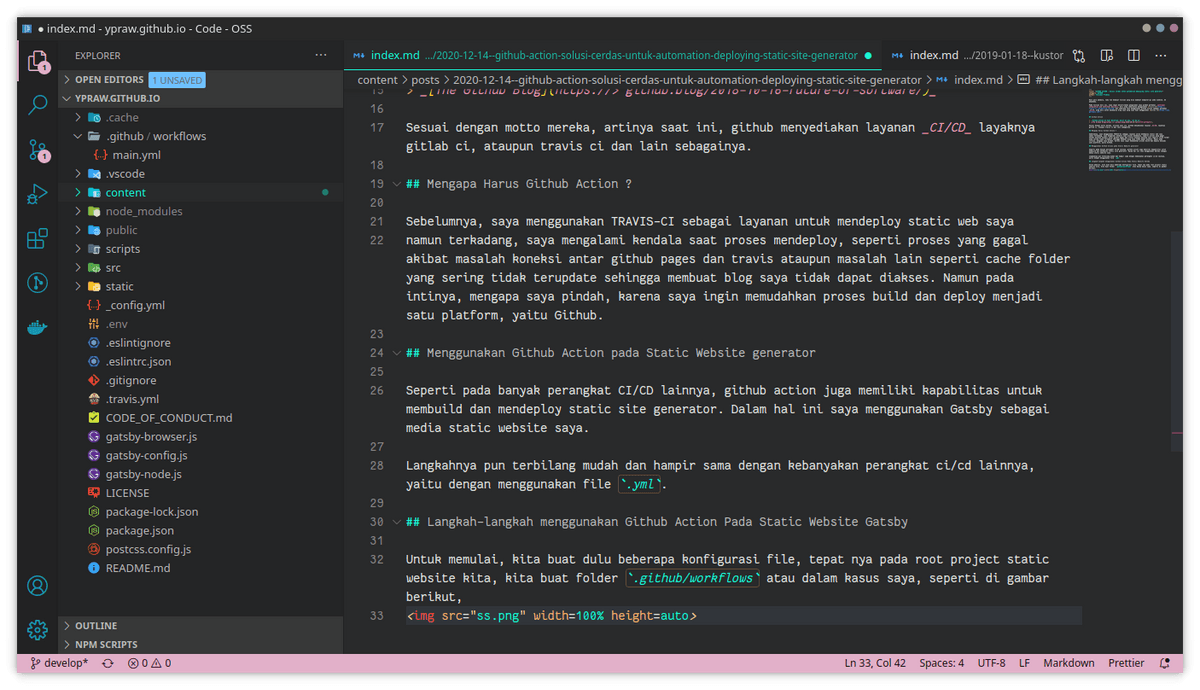 index.md - ypraw.github.io - Code - OSS
EXPLORER
OPEN EDITORS 1 UNSAVED
YPRAW.GITHUB.IO
.cache
.github / workflows
main.yml
.vscode
content
node_modules
public
scripts
src
static
_config.yml
.env
.eslintignore
.eslintrc.json
.gitignore
.travis.yml
CODE_OF_CONDUCT.md
gatsby-browser.js
gatsby-config.js
gatsby-node.js
LICENSE
package-lock.json
package.json
postcss.config.js
README.md
OUTLINE
NPM SCRIPTS
index.md .../2020-12-14--github-action-solusi-cerdas-untuk-automation-deploying-static-site-generator
index.md .../2019-01-18--kustor
content > posts > 2020-12-14--github-action-solusi-cerdas-untuk-automation-deploying-static-site-generator > index.md > ## Langkah-langkah mengg
15 > _[The Github Blog](https://> github.blog/2018-10-16-future-of-software/)_
16
17 Sesuai dengan motto mereka, artinya saat ini, github menyediakan layanan _CI/CD_ layaknya
gitlab ci, ataupun travis ci dan lain sebagainya.
18
19 ## Mengapa Harus Github Action ?
20
21 Sebelumnya, saya menggunakan TRAVIS-CI sebagai layanan untuk mendeploy static web saya
22 namun terkadang, saya mengalami kendala saat proses mendeploy, seperti proses yang gagal
akibat masalah koneksi antar github pages dan travis ataupun masalah lain seperti cache folder
yang sering tidak terupdate sehingga membuat blog saya tidak dapat diakses. Namun pada
intinya, mengapa saya pindah, karena saya ingin memudahkan proses build dan deploy menjadi
satu platform, yaitu Github.
23
24 ## Menggunakan Github Action pada Static Website generator
25
26 Seperti pada banyak perangkat CI/CD lainnya, github action juga memiliki kapabilitas untuk
membuild dan mendeploy static site generator. Dalam hal ini saya menggunakan Gatsby sebagai
media static website saya.
27
28 Langkahnya pun terbilang mudah dan hampir sama dengan kebanyakan perangkat ci/cd lainnya,
yaitu dengan menggunakan file `.yml`.
29
30 ## Langkah-langkah menggunakan Github Action Pada Static Website Gatsby
31
32 Untuk memulai, kita buat dulu beberapa konfigurasi file, tepat nya pada root project static
website kita, kita buat folder `.github/workflows` atau dalam kasus saya, seperti di gambar
berikut,
33 <img src="ss.png" width=100% height=auto>
develop* 0 0
Ln 33, Col 42 Spaces: 4 UTF-8 LF Markdown Prettier